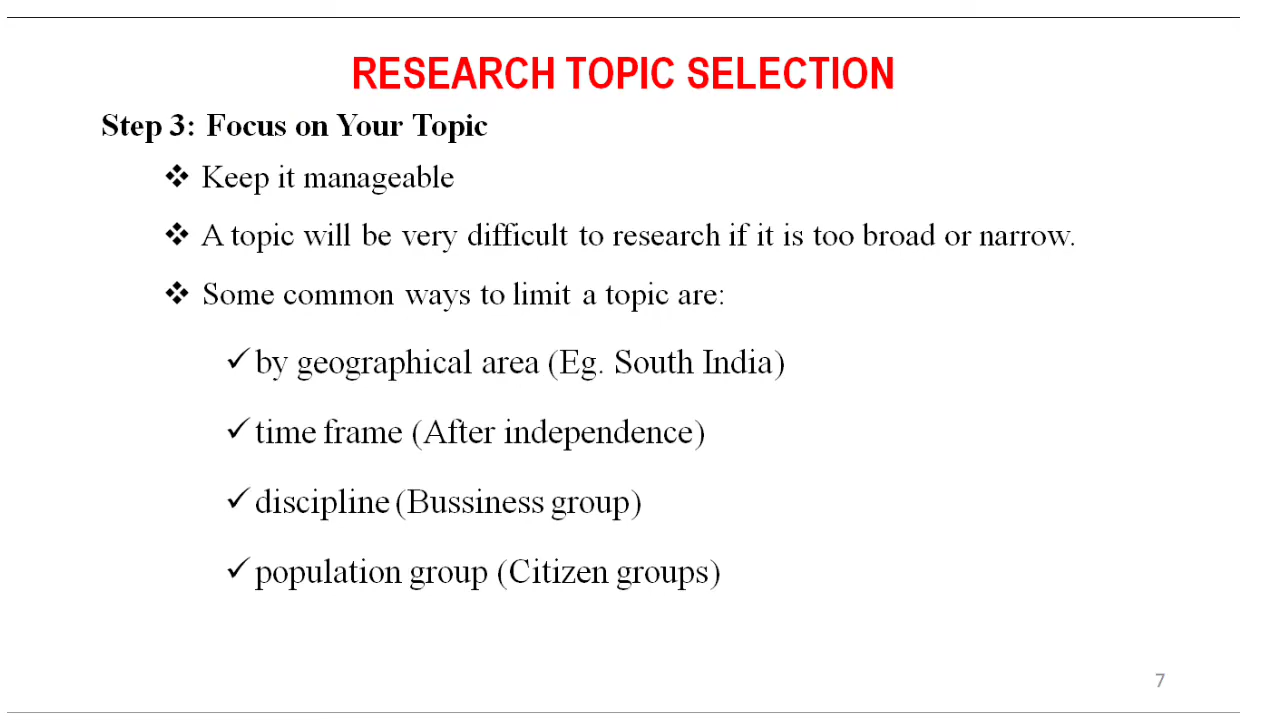 RESEARCH TOPIC SELECTION
Step 3: Focus on Your Topic
❖ Keep it manageable
❖ A topic will be very difficult to research if it is too broad or narrow.
❖ Some common ways to limit a topic are:
✓ by geographical area (Eg. South India)
✓ time frame (After independence)
✓ discipline (Bussiness group)
✓ population group (Citizen groups)
7